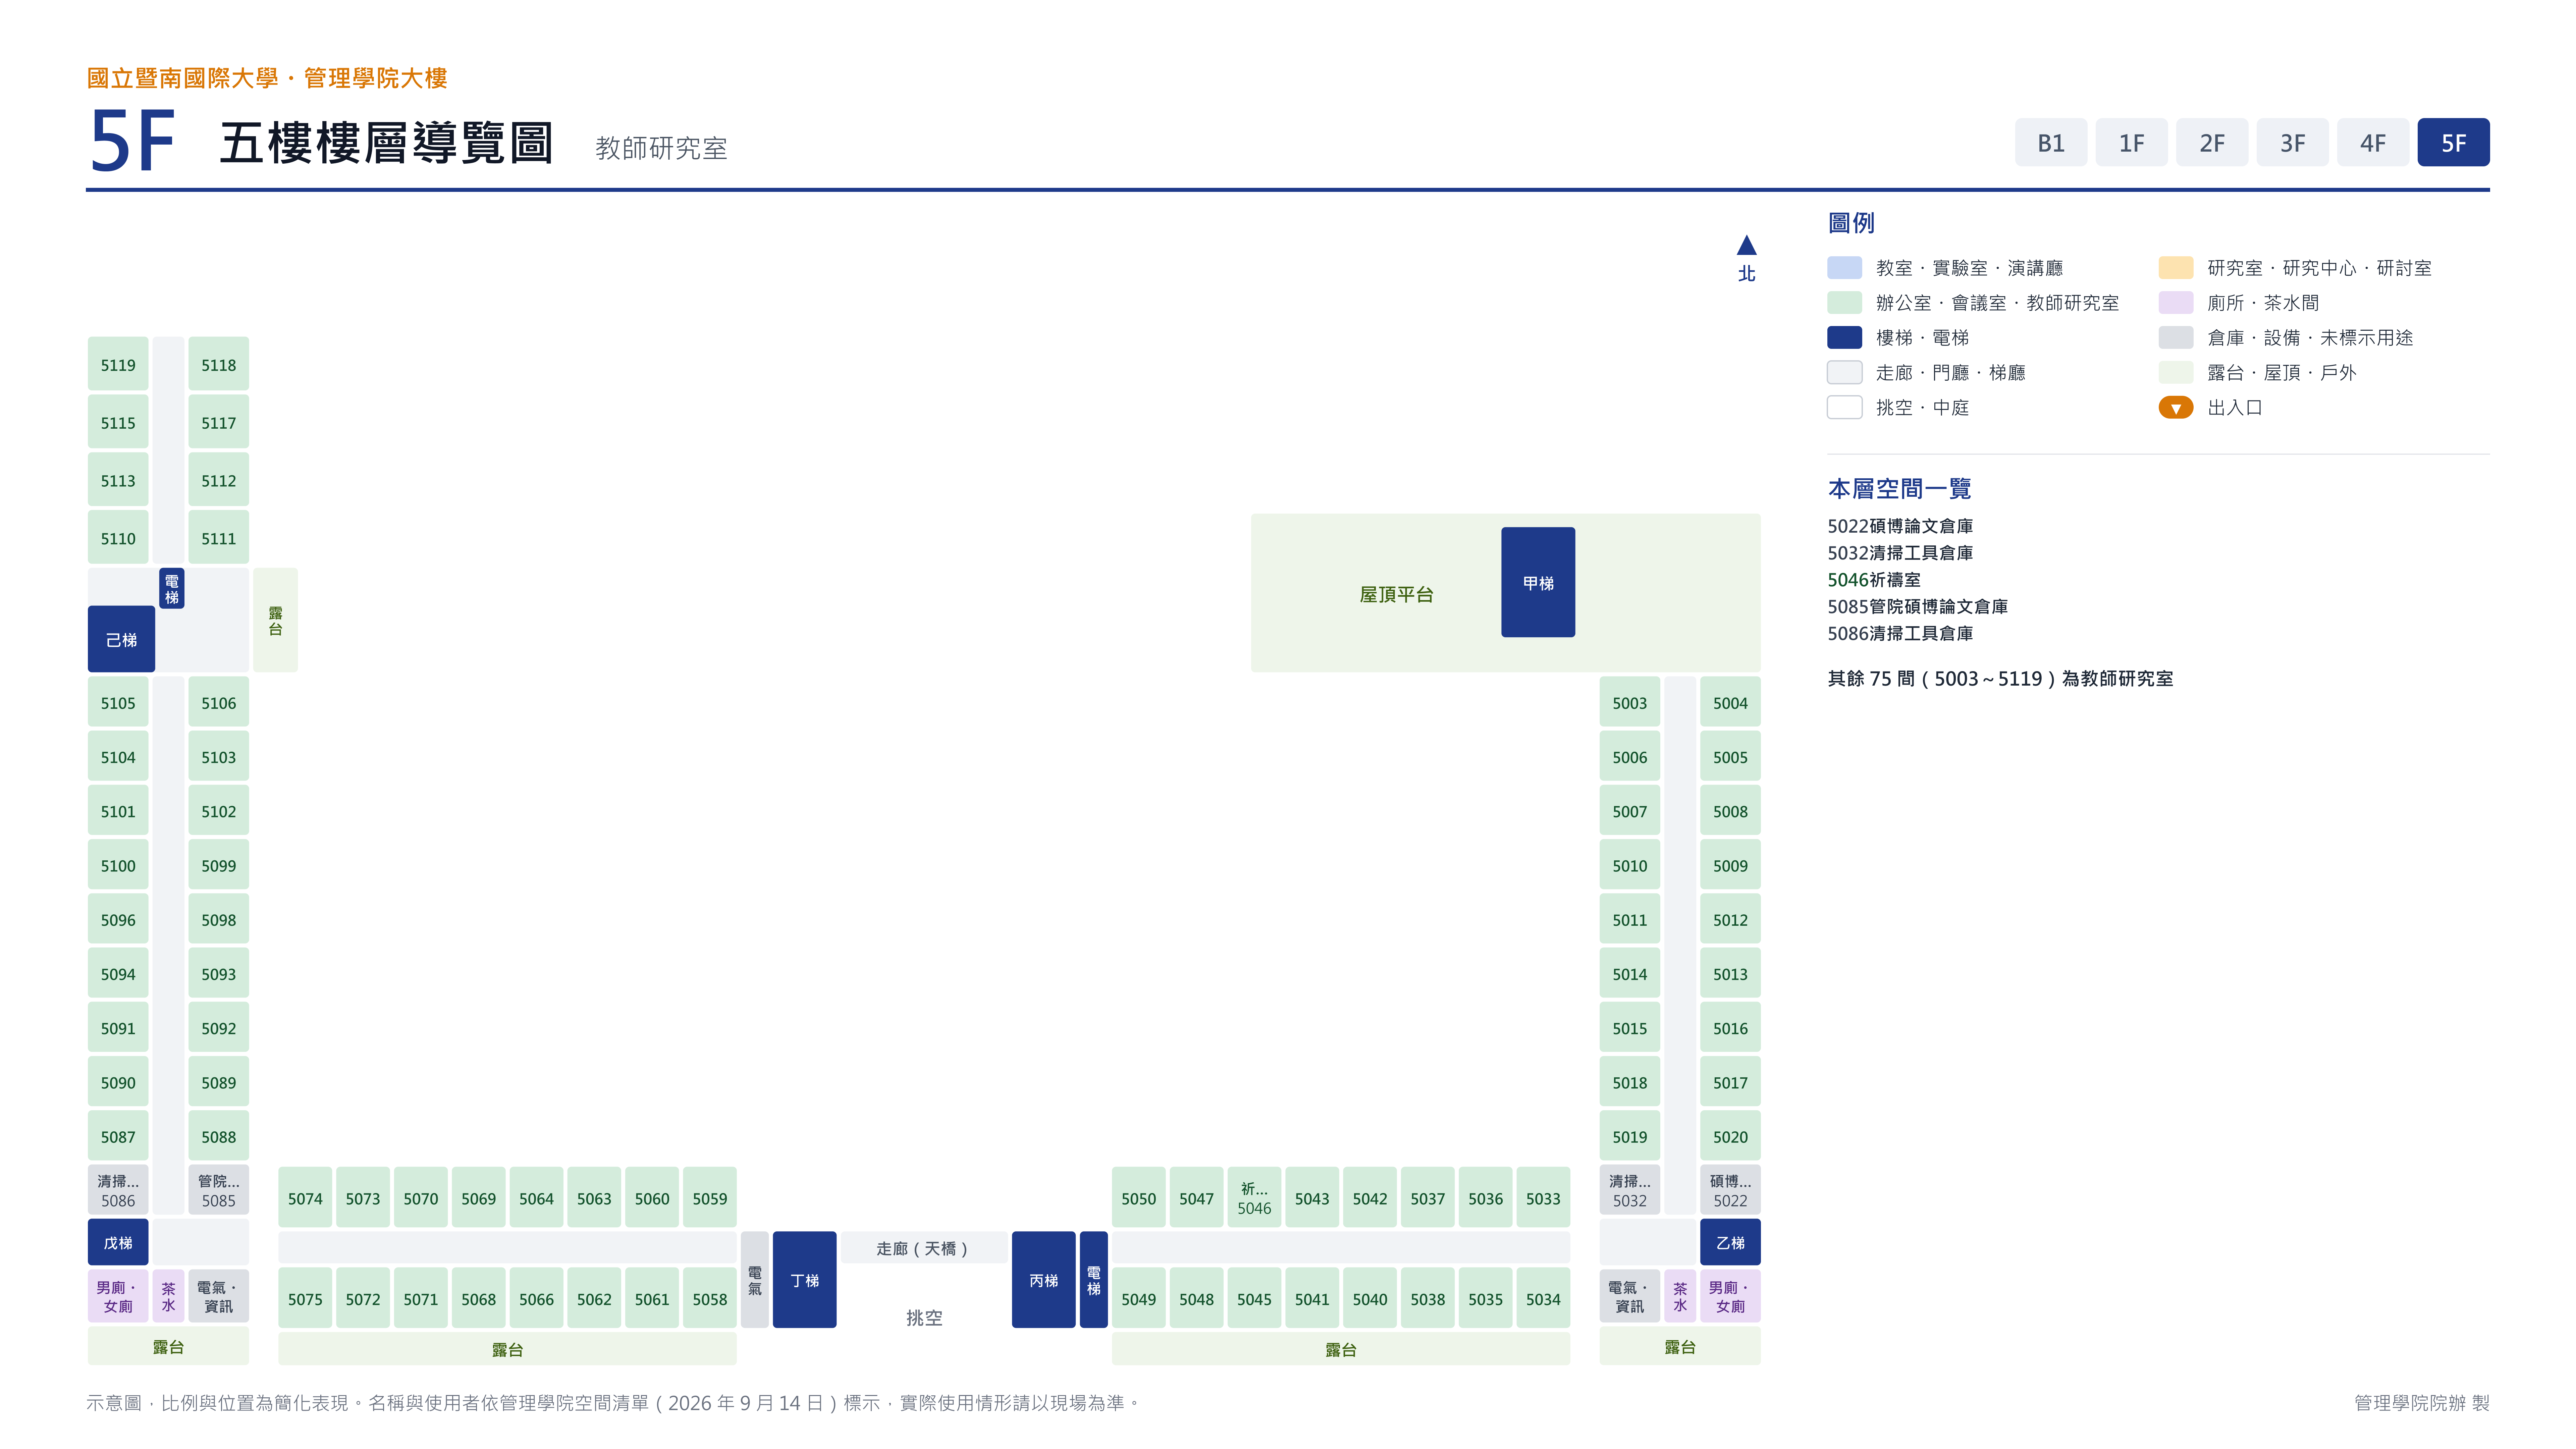 國立暨南國際大學・管理學院大樓
5F 五樓樓層導覽圖 教師研究室
B1 1F 2F 3F 4F 5F
▲
北
圖例
教室・實驗室・演講廳
研究室・研究中心・研討室
辦公室・會議室・教師研究室
廁所・茶水間
樓梯・電梯
倉庫・設備・未標示用途
走廊・門廳・梯廳
露台・屋頂・戶外
挑空・中庭
▼ 出入口
本層空間一覽
5022碩博論文倉庫
5032清掃工具倉庫
5046祈禱室
5085管院碩博論文倉庫
5086清掃工具倉庫
其餘 75 間（5003～5119）為教師研究室
5119 5118
5115 5117
5113 5112
5110 5111
電梯
己梯
露台
屋頂平台
甲梯
5105 5106
5104 5103
5101 5102
5100 5099
5096 5098
5094 5093
5091 5092
5090 5089
5087 5088
清掃...
5086
管院...
5085
戊梯
男廁・
女廁
茶水
電氣・
資訊
露台
5074 5073 5070 5069 5064 5063 5060 5059
5075 5072 5071 5068 5066 5062 5061 5058
露台
電氣
丁梯
走廊（天橋）
挑空
丙梯
電梯
5050 5047
祈...
5046
5043 5042 5037 5036 5033
5049 5048 5045 5041 5040 5038 5035 5034
露台
5003 5004
5006 5005
5007 5008
5010 5009
5011 5012
5014 5013
5015 5016
5018 5017
5019 5020
清掃...
5032
碩博...
5022
乙梯
電氣・
資訊
茶水
男廁・
女廁
露台
示意圖，比例與位置為簡化表現。名稱與使用者依管理學院空間清單（2026 年 9 月 14 日）標示，實際使用情形請以現場為準。
管理學院院辦 製